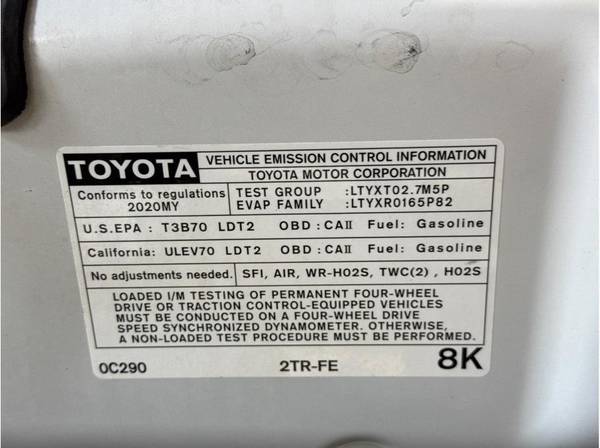 TOYOTA
VEHICLE EMISSION CONTROL INFORMATION
TOYOTA MOTOR CORPORATION
Conforms to regulations
2020MY
TEST GROUP :LTYXT02.7M5P
EVAP FAMILY :LTYXR0165P82
U.S.EPA : T3B70 LDT2 OBD : CAII Fuel: Gasoline
California: ULEV70 LDT2 OBD : CAII Fuel: Gasoline
No adjustments needed. SFI, AIR, WR-HO2S, TWC(2) , HO2S
LOADED I/M TESTING OF PERMANENT FOUR-WHEEL
DRIVE OR TRACTION CONTROL-EQUIPPED VEHICLES
MUST BE CONDUCTED ON A FOUR-WHEEL DRIVE
SPEED SYNCHRONIZED DYNAMOMETER. OTHERWISE,
A NON-LOADED TEST PROCEDURE MUST BE PERFORMED.
0C290 2TR-FE 8K